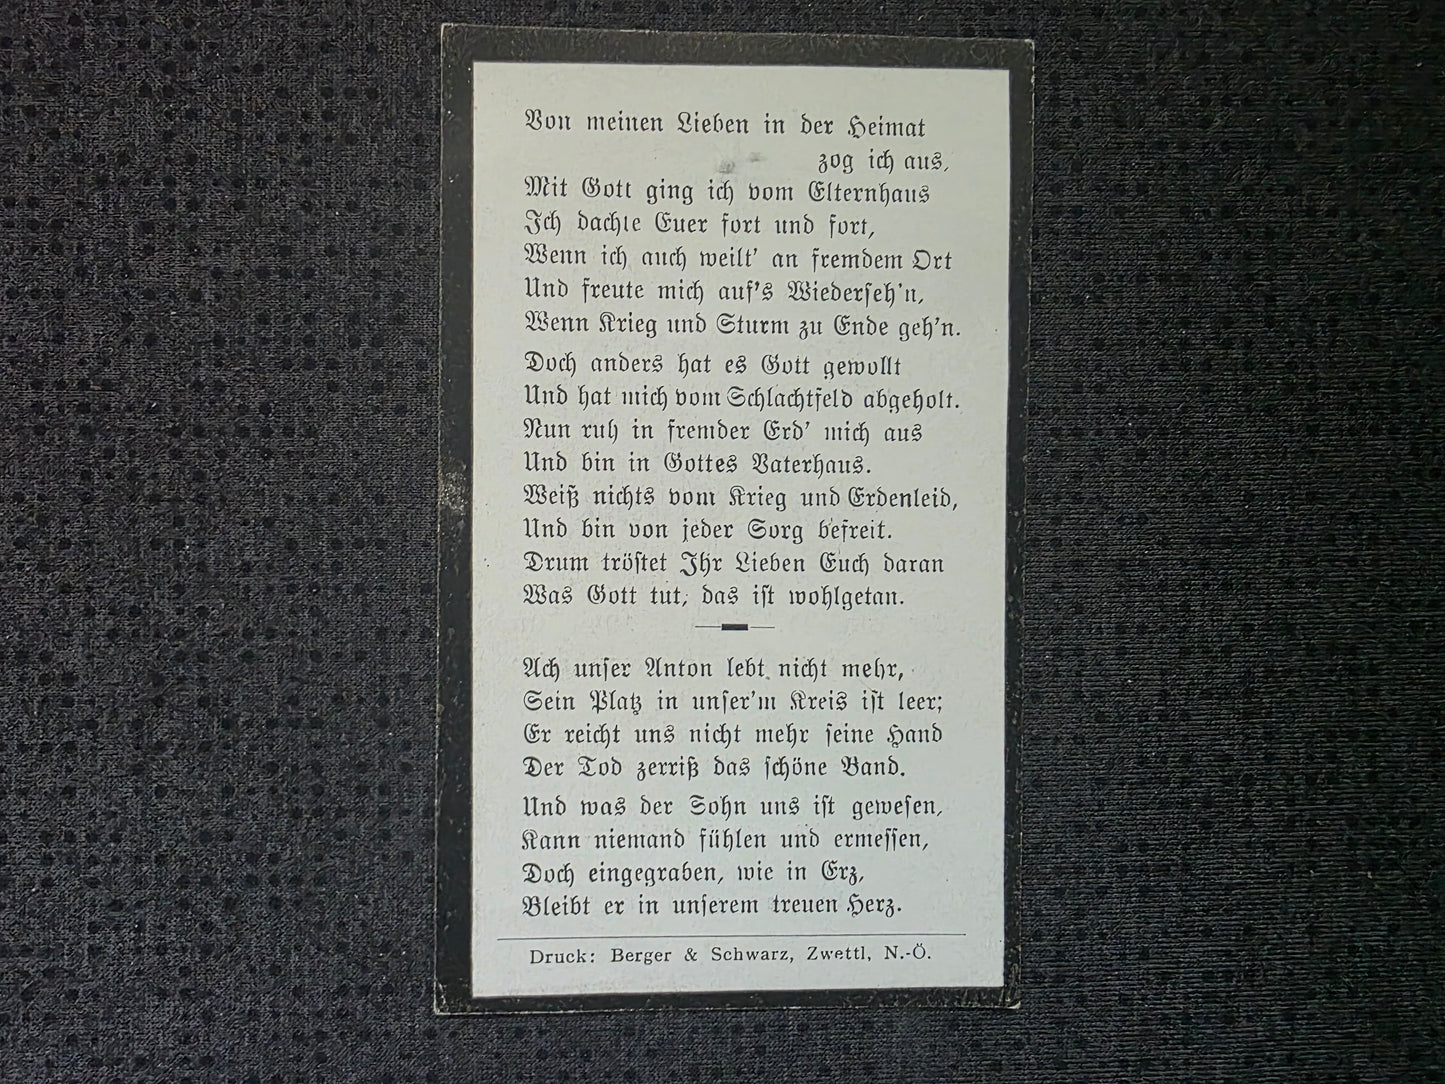 Von meinen Lieben in der Heimat
zog ich aus,
Mit Gott ging ich vom Elternhaus
Ich dachte Euer fort und fort,
Wenn ich auch weilt' an fremdem Ort
Und freute mich auf's Wiederseh'n,
Wenn Krieg und Sturm zu Ende geh'n.
Doch anders hat es Gott gewollt
Und hat mich vom Schlachtfeld abgeholt.
Nun ruh in fremder Erd' mich aus
Und bin in Gottes Vaterhaus.
Weiß nichts vom Krieg und Erdenleid,
Und bin von jeder Sorg befreit.
Drum tröstet Ihr Lieben Euch daran
Was Gott tut, das ist wohlgetan.
Ach unser Anton lebt nicht mehr,
Sein Platz in unser'm Kreis ist leer;
Er reicht uns nicht mehr seine Hand
Der Tod zerriß das schöne Band.
Und was der Sohn uns ist gewesen,
Kann niemand fühlen und ermessen,
Doch eingegraben, wie in Erz,
Bleibt er in unserem treuen Herz.
Druck: Berger & Schwarz, Zwettl, N.-Ö.